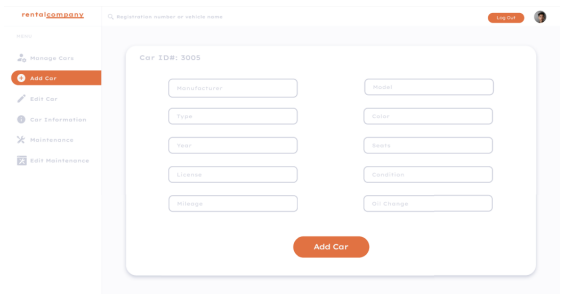 rentalcompany
Registration number or vehicle name
Log Out
MENU
Manage Cars
Add Car
Edit Car
Car Information
Maintenance
Edit Maintenance
Car ID#: 3005
Manufacturer
Model
Type
Color
Year
Seats
License
Condition
Mileage
Oil Change
Add Car